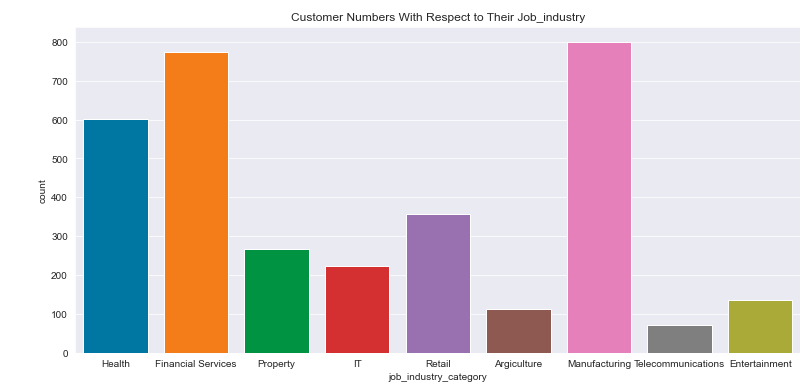 Customer Numbers With Respect to Their Job_industry
800
700
600
500
400
300
200
100
0
count
Health Financial Services Property IT Retail Argiculture Manufacturing Telecommunications Entertainment
job_industry_category